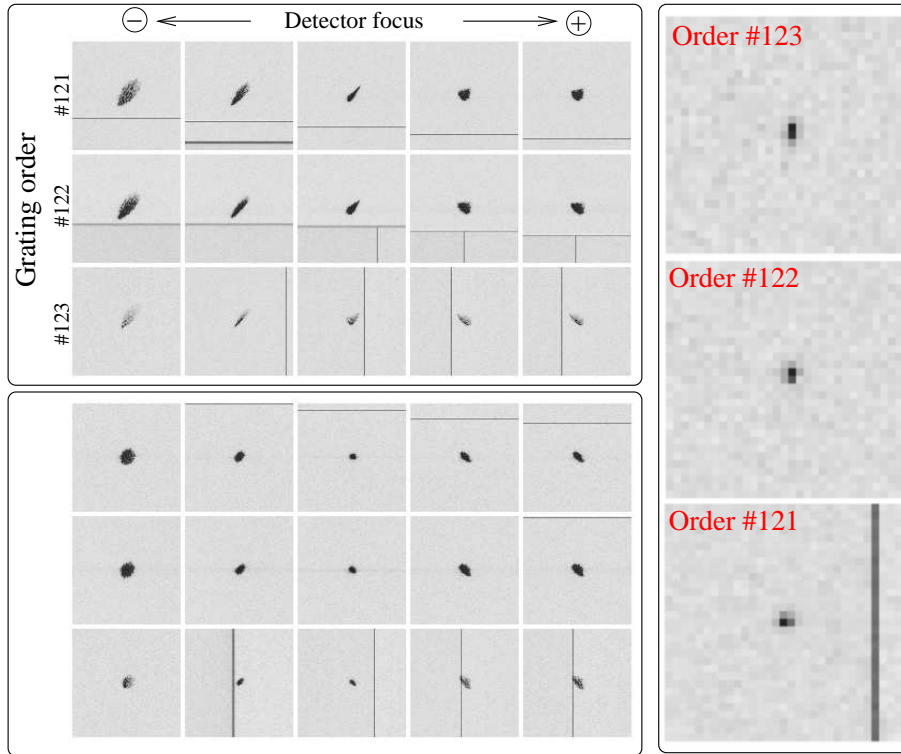 − Detector focus +
Grating order
#121
#122
#123
Order #123
Order #122
Order #121